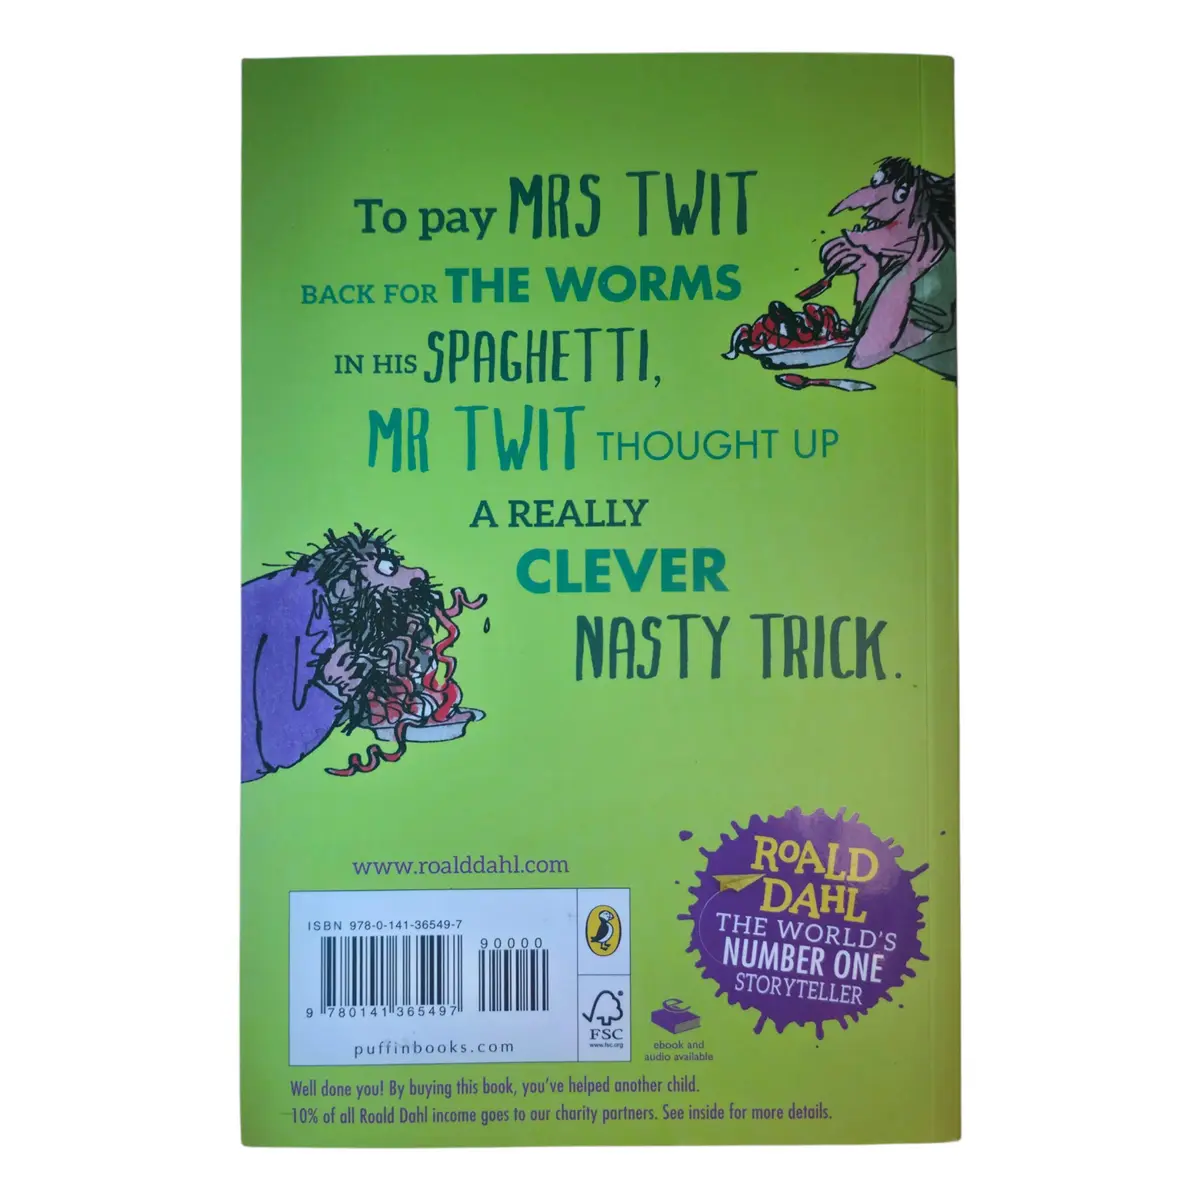 To pay MRS TWIT
BACK FOR THE WORMS
IN HIS SPAGHETTI,
MR TWIT THOUGHT UP
A REALLY
CLEVER
NASTY TRICK.
www.roalddahl.com
ISBN 978-0-141-36549-7
90000
9 780141 365497
puffinbooks.com
FSC
www.fsc.org
e
ebook and
audio available
ROALD
DAHL
THE WORLD'S
NUMBER ONE
STORYTELLER
Well done you! By buying this book, you've helped another child.
10% of all Roald Dahl income goes to our charity partners. See inside for more details.